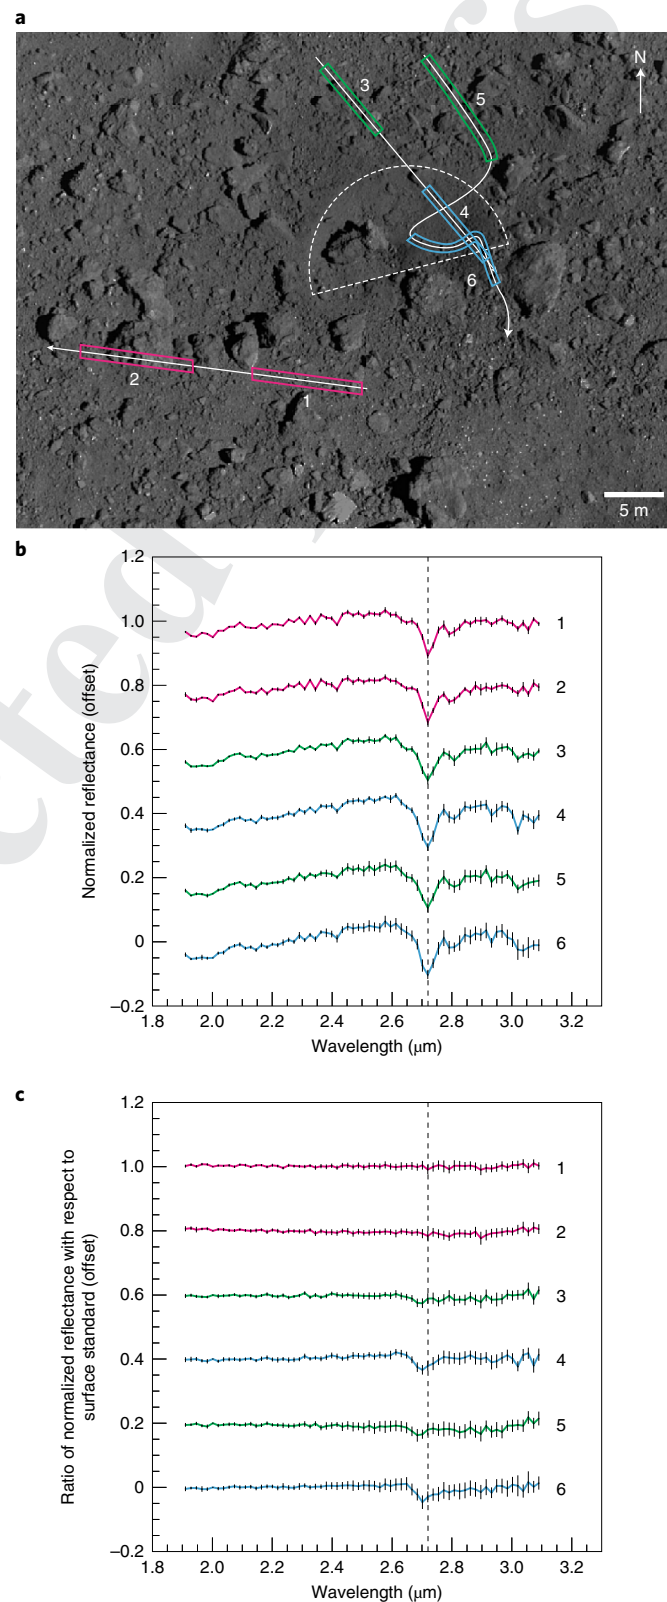 a
N
3
5
4
6
2
1
5 m
b
1.2
1.0
0.8
0.6
0.4
0.2
0
–0.2
Normalized reflectance (offset)
1
2
3
4
5
6
1.8 2.0 2.2 2.4 2.6 2.8 3.0 3.2
Wavelength (μm)
c
1.2
1.0
0.8
0.6
0.4
0.2
0
–0.2
Ratio of normalized reflectance with respect to
surface standard (offset)
1
2
3
4
5
6
1.8 2.0 2.2 2.4 2.6 2.8 3.0 3.2
Wavelength (μm)